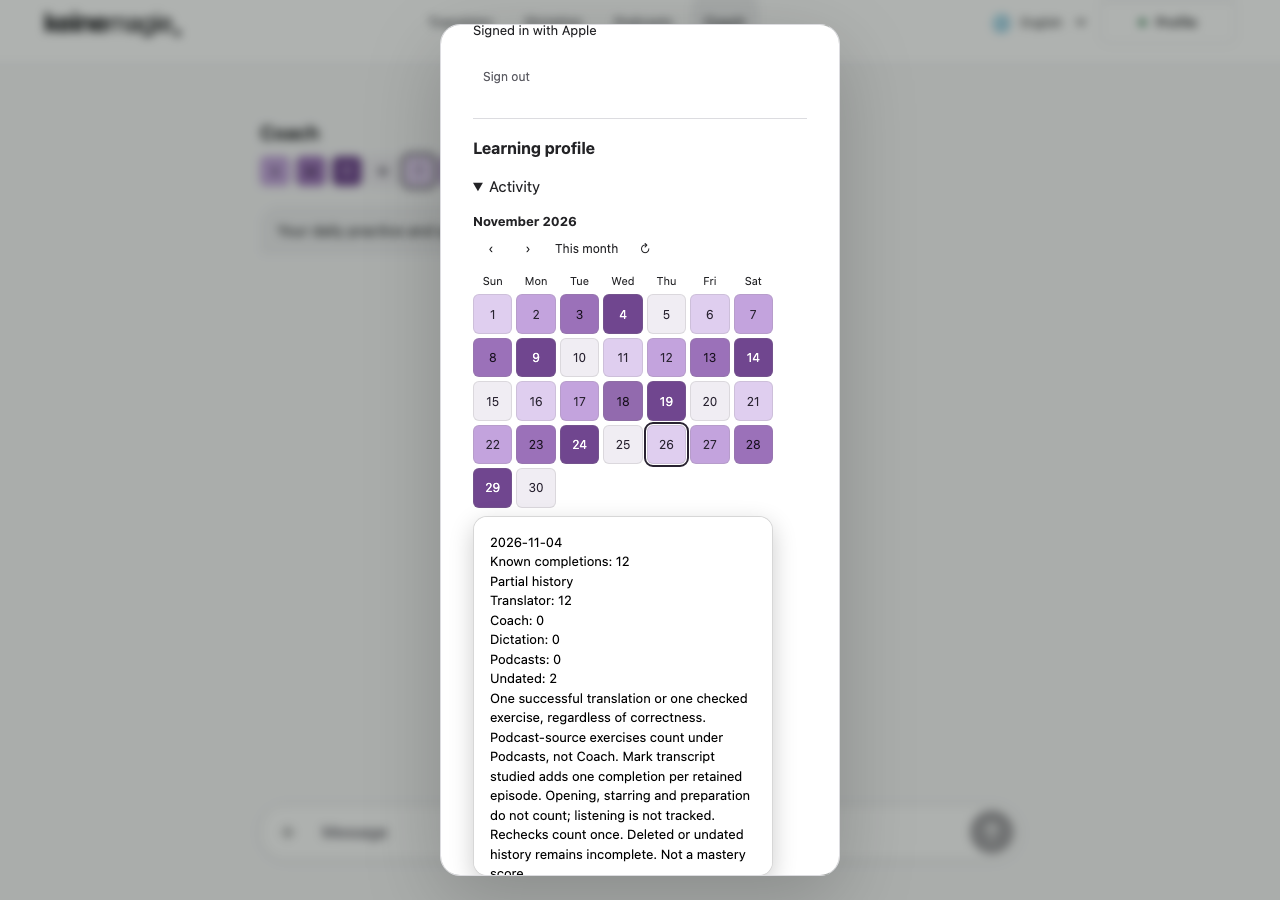 keinemagie
Coach
English
Profile
Signed in with Apple
Sign out
Learning profile
▼ Activity
November 2026
‹ › This month ↻
Sun Mon Tue Wed Thu Fri Sat
1 2 3 4 5 6 7
8 9 10 11 12 13 14
15 16 17 18 19 20 21
22 23 24 25 26 27 28
29 30
2026-11-04
Known completions: 12
Partial history
Translator: 12
Coach: 0
Dictation: 0
Podcasts: 0
Undated: 2
One successful translation or one checked
exercise, regardless of correctness.
Podcast-source exercises count under
Podcasts, not Coach. Mark transcript
studied adds one completion per retained
episode. Opening, starring and preparation
do not count; listening is not tracked.
Rechecks count once. Deleted or undated
history remains incomplete. Not a mastery
score.
Message